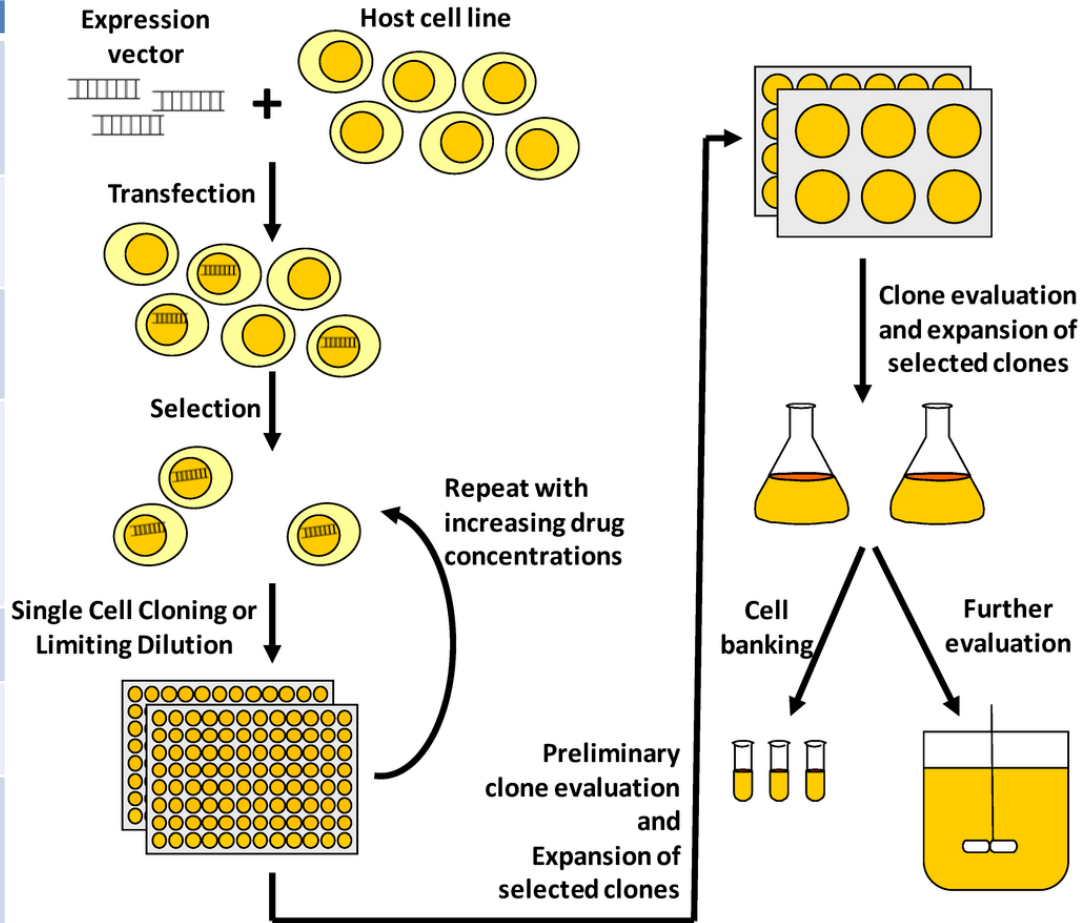 Expression
vector
Host cell line
Transfection
Selection
Repeat with
increasing drug
concentrations
Single Cell Cloning or
Limiting Dilution
Preliminary
clone evaluation
and
Expansion of
selected clones
Clone evaluation
and expansion of
selected clones
Cell
banking
Further
evaluation